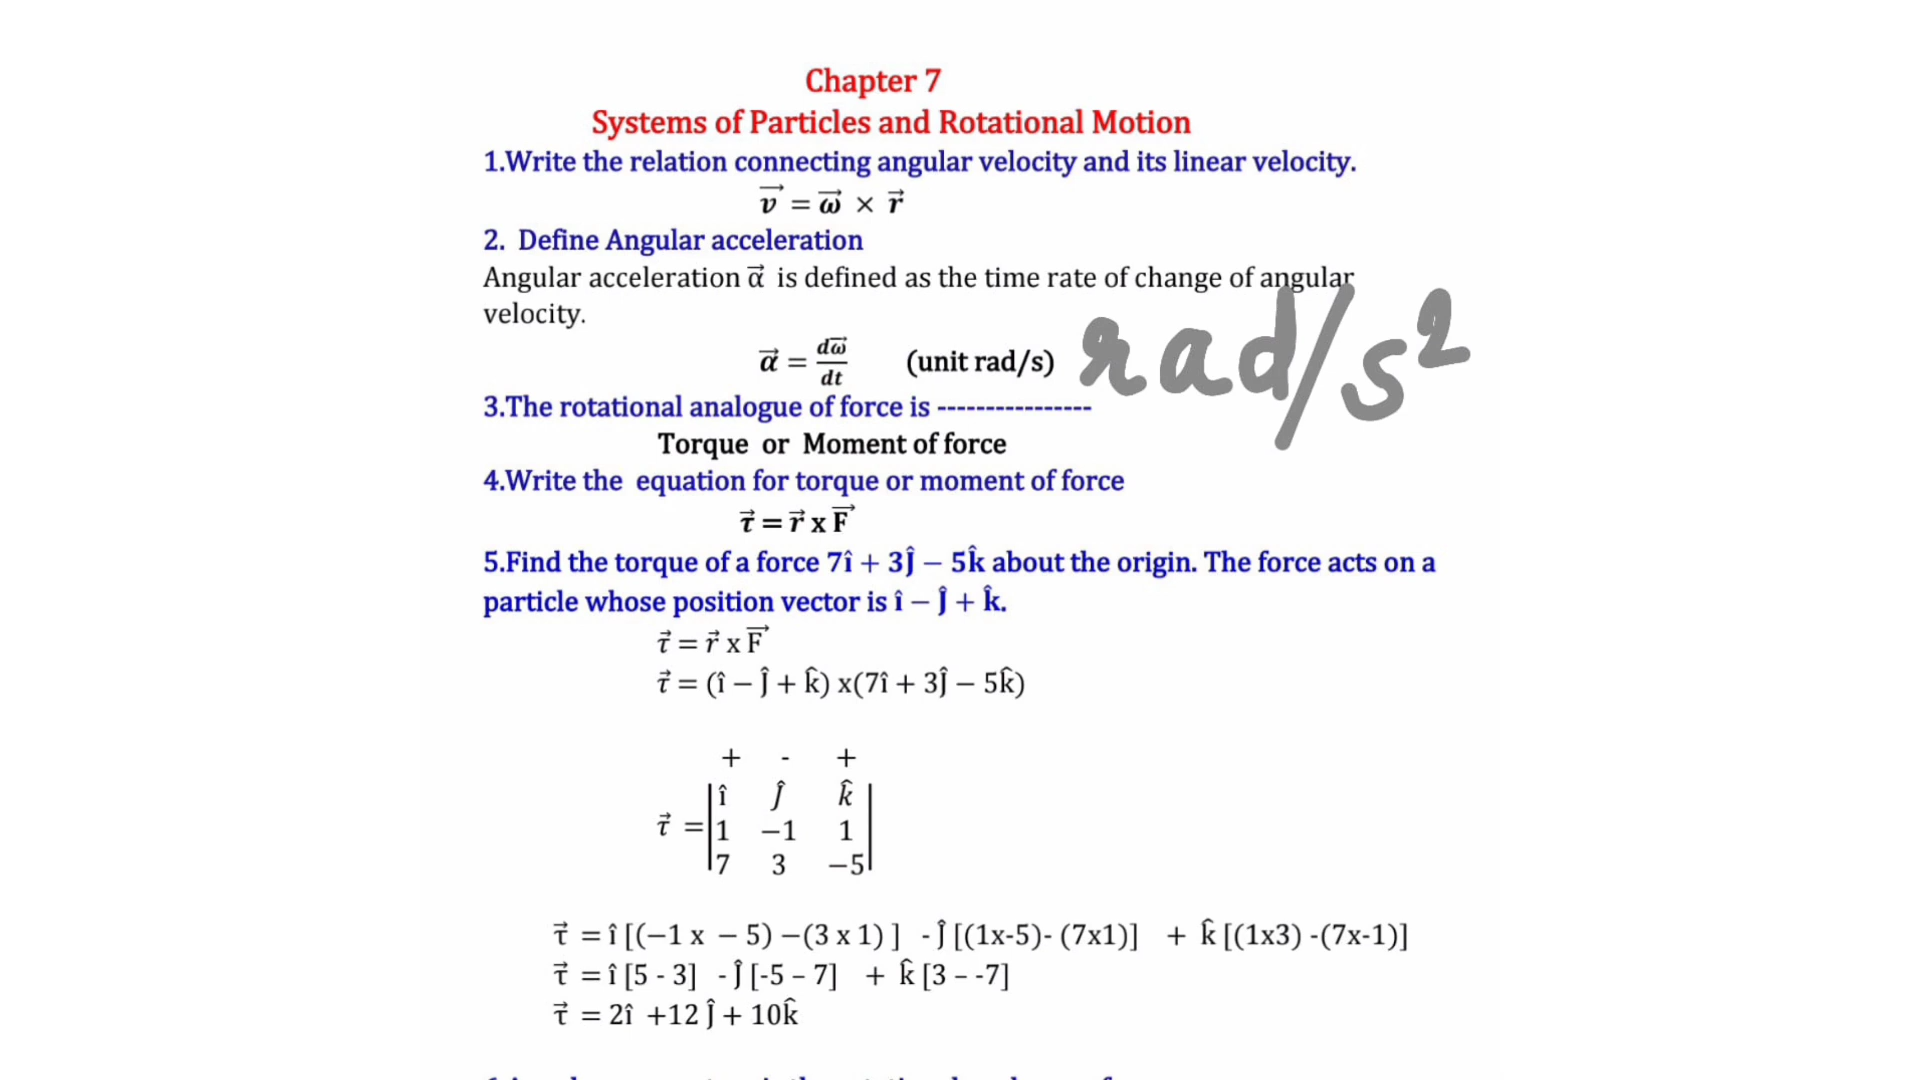 Chapter 7
Systems of Particles and Rotational Motion
1.Write the relation connecting angular velocity and its linear velocity.
v⃗ = ω⃗ × r⃗
2. Define Angular acceleration
Angular acceleration α⃗ is defined as the time rate of change of angular
velocity.
α⃗ = dω⃗/dt (unit rad/s) rad/s²
3.The rotational analogue of force is ----------------
Torque or Moment of force
4.Write the equation for torque or moment of force
τ⃗ = r⃗ x F⃗
5.Find the torque of a force 7î + 3ĵ – 5k̂ about the origin. The force acts on a
particle whose position vector is î – ĵ + k̂.
τ⃗ = r⃗ x F⃗
τ⃗ = (î – ĵ + k̂) x(7î + 3ĵ – 5k̂)
+ - +
î ĵ k̂
τ⃗ = 1 −1 1
7 3 −5
τ⃗ = î [(−1 x – 5) –(3 x 1) ] - ĵ [(1x-5)- (7x1)] + k̂ [(1x3) -(7x-1)]
τ⃗ = î [5 - 3] - ĵ [-5 – 7] + k̂ [3 – -7]
τ⃗ = 2î +12 ĵ + 10k̂